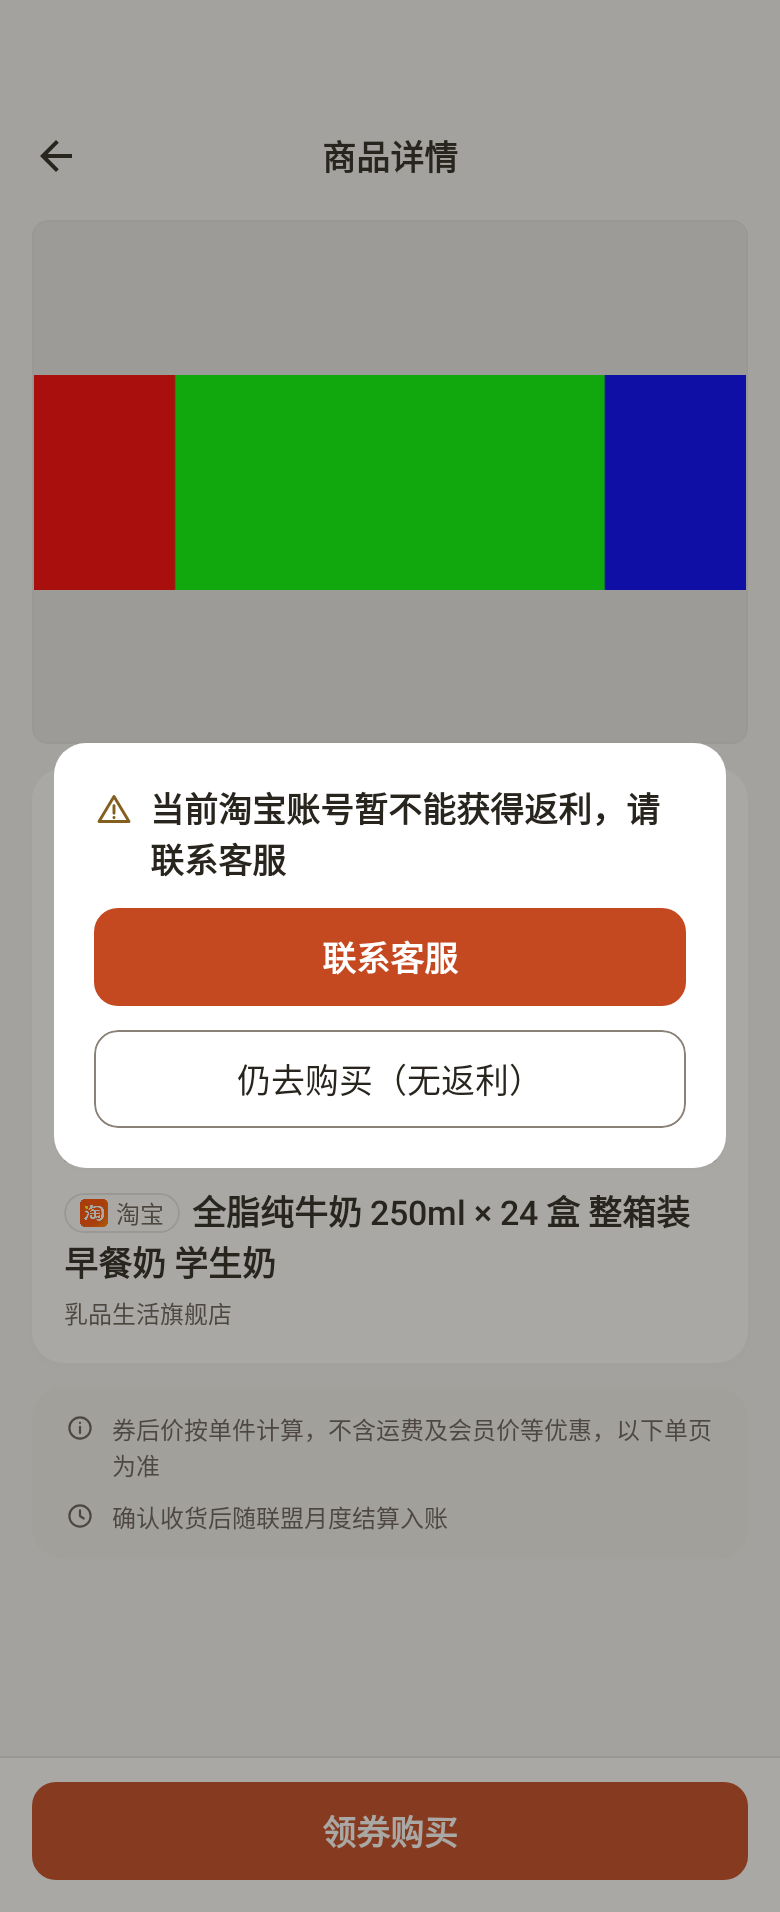 商品详情
当前淘宝账号暂不能获得返利，请
联系客服
联系客服
仍去购买（无返利）
淘 淘宝 全脂纯牛奶 250ml × 24 盒 整箱装
早餐奶 学生奶
乳品生活旗舰店
券后价按单件计算，不含运费及会员价等优惠，以下单页
为准
确认收货后随联盟月度结算入账
领券购买